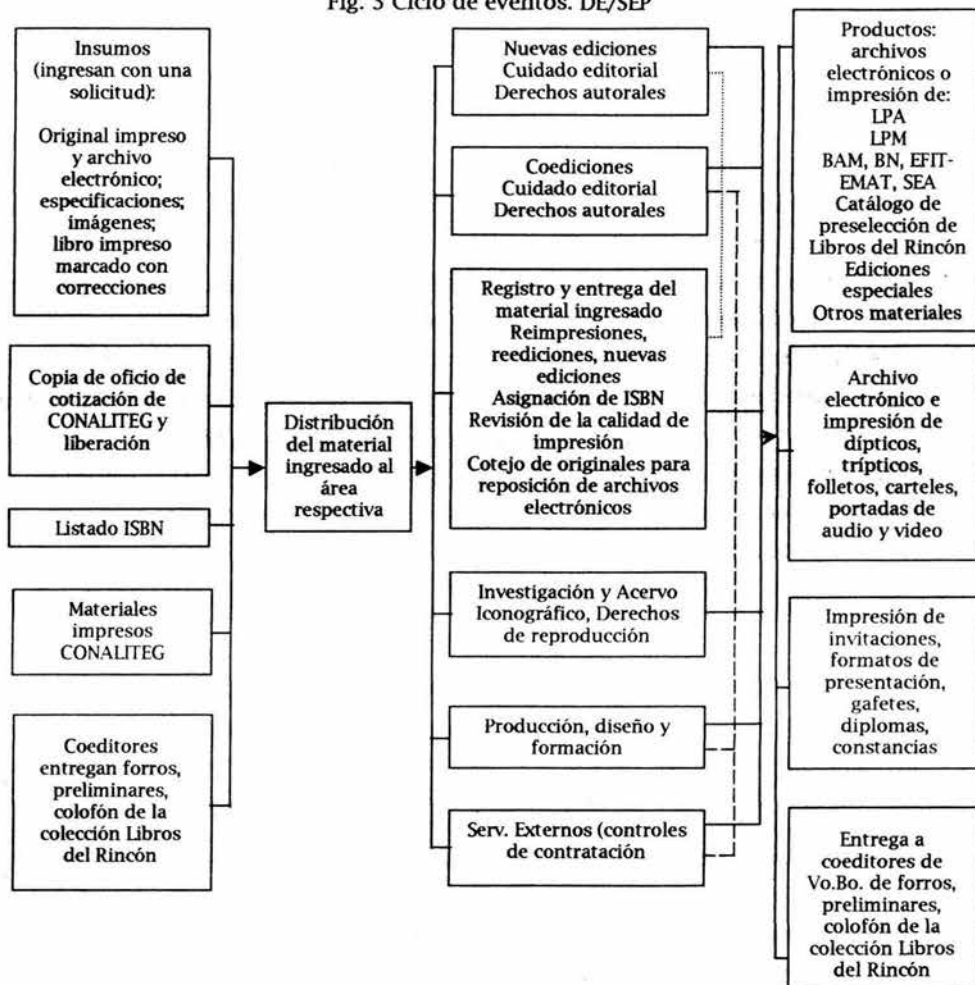 Fig. 3 Ciclo de eventos. DE/SEP
Insumos
(ingresan con una
solicitud):
Original impreso
y archivo
electrónico;
especificaciones;
imágenes;
libro impreso
marcado con
correcciones
Copia de oficio de
cotización de
CONALITEG y
liberación
Listado ISBN
Materiales
impresos
CONALITEG
Coeditores
entregan forros,
preliminares,
colofón de la
colección Libros
del Rincón
Distribución
del material
ingresado al
área
respectiva
Nuevas ediciones
Cuidado editorial
Derechos autorales
Coediciones
Cuidado editorial
Derechos autorales
Registro y entrega del
material ingresado
Reimpresiones,
reediciones, nuevas
ediciones
Asignación de ISBN
Revisión de la calidad de
impresión
Cotejo de originales para
reposición de archivos
electrónicos
Investigación y Acervo
Iconográfico, Derechos
de reproducción
Producción, diseño y
formación
Serv. Externos (controles
de contratación
Productos:
archivos
electrónicos o
impresión de:
LPA
LPM
BAM, BN, EFIT-
EMAT, SEA
Catálogo de
preselección de
Libros del Rincón
Ediciones
especiales
Otros materiales
Archivo
electrónico e
impresión de
dípticos,
trípticos,
folletos, carteles,
portadas de
audio y video
Impresión de
invitaciones,
formatos de
presentación,
gafetes,
diplomas,
constancias
Entrega a
coeditores de
Vo.Bo. de forros,
preliminares,
colofón de la
colección Libros
del Rincón